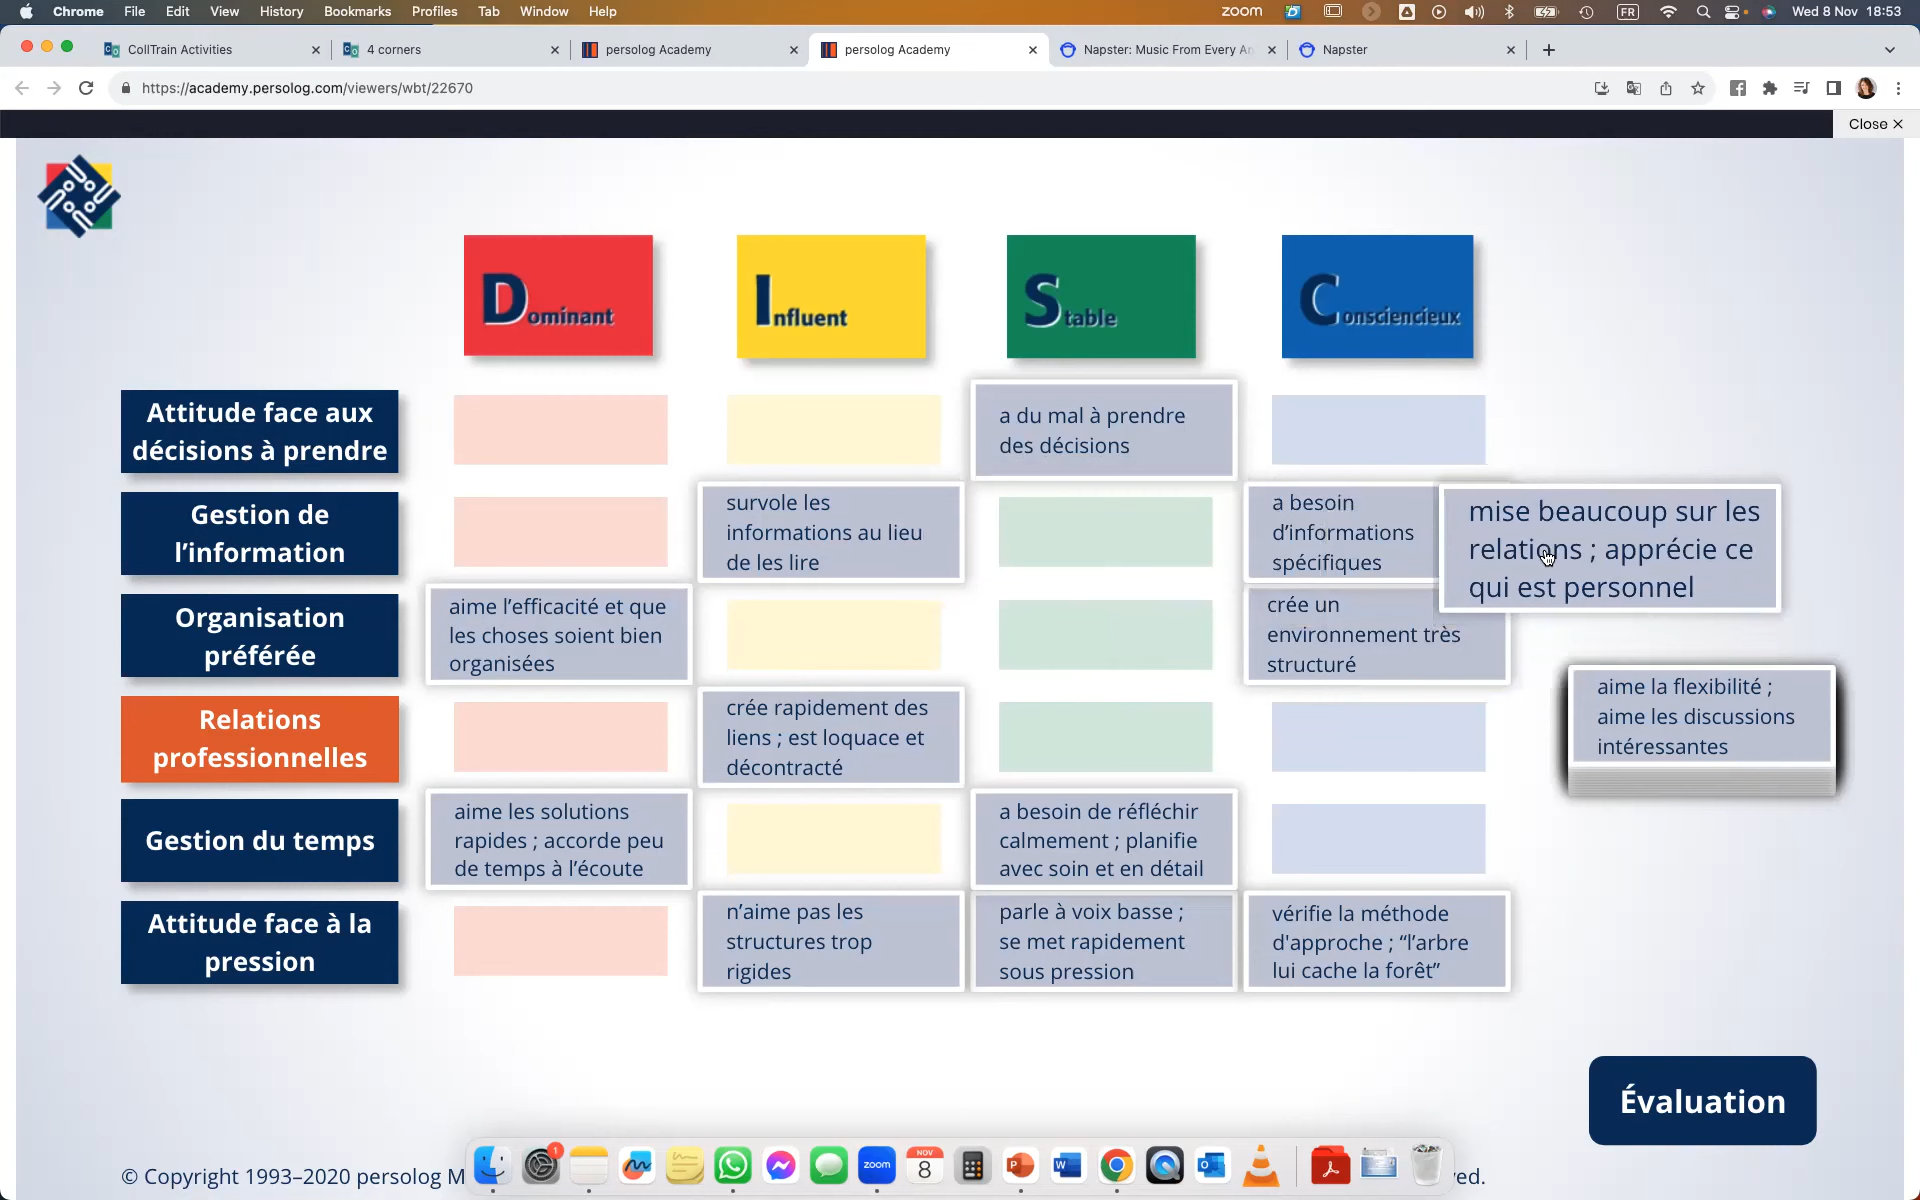 Chrome File Edit View History Bookmarks Profiles Tab Window Help
zoom FR Wed 8 Nov 18:53
CollTrain Activities
4 corners
persolog Academy
persolog Academy
Napster: Music From Every An
Napster
https://academy.persolog.com/viewers/wbt/22670
Close ×
Dominant
Influent
Stable
Consciencieux
Attitude face aux
décisions à prendre
a du mal à prendre
des décisions
Gestion de
l’information
survole les
informations au lieu
de les lire
a besoin
d’informations
spécifiques
mise beaucoup sur les
relations ; apprécie ce
qui est personnel
Organisation
préférée
aime l’efficacité et que
les choses soient bien
organisées
crée un
environnement très
structuré
aime la flexibilité ;
aime les discussions
intéressantes
Relations
professionnelles
crée rapidement des
liens ; est loquace et
décontracté
Gestion du temps
aime les solutions
rapides ; accorde peu
de temps à l’écoute
a besoin de réfléchir
calmement ; planifie
avec soin et en détail
Attitude face à la
pression
n’aime pas les
structures trop
rigides
parle à voix basse ;
se met rapidement
sous pression
vérifie la méthode
d'approche ; “l’arbre
lui cache la forêt”
Évaluation
© Copyright 1993–2020 persolog M
ved.
1
zoom
NOV
8